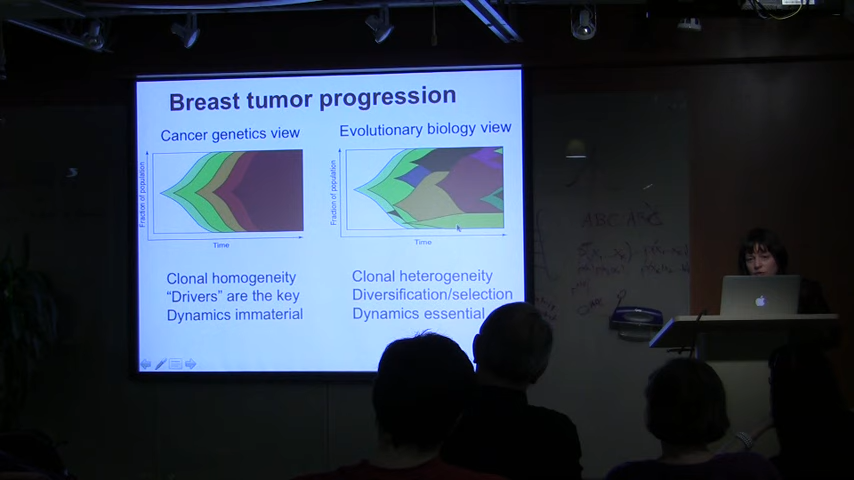 Breast tumor progression
Cancer genetics view
Evolutionary biology view
Fraction of population
Time
Fraction of population
Time
Clonal homogeneity
"Drivers" are the key
Dynamics immaterial
Clonal heterogeneity
Diversification/selection
Dynamics essential
ABC